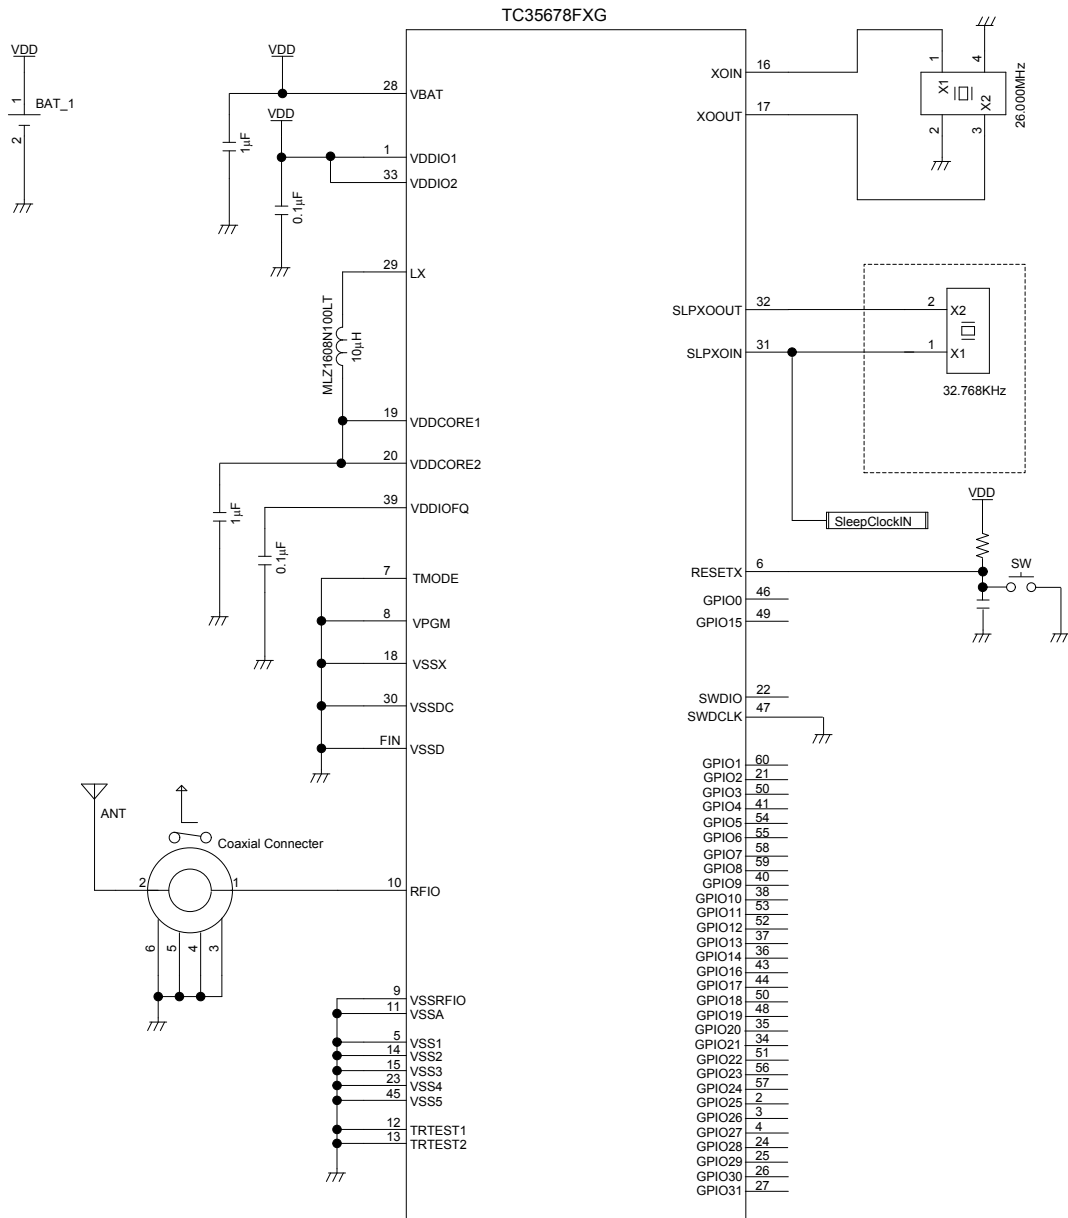 TC35678FXG
VDD
1
BAT_1
2
VDD
28
VBAT
1μF
VDD
1
VDDIO1
33
VDDIO2
0.1μF
29
LX
MLZ1608N100LT
10μH
19
VDDCORE1
20
VDDCORE2
1μF
39
VDDIOFQ
0.1μF
7
TMODE
8
VPGM
18
VSSX
30
VSSDC
FIN
VSSD
ANT
Coaxial Connecter
2
1
10
RFIO
6
5
4
3
9
VSSRFIO
11
VSSA
5
VSS1
14
VSS2
15
VSS3
23
VSS4
45
VSS5
12
TRTEST1
13
TRTEST2
XOIN
16
XOOUT
17
1
4
X1
X2
2
3
26.000MHz
SLPXOOUT
32
2
X2
SLPXOIN
31
1
X1
32.768KHz
SleepClockIN
VDD
RESETX
6
SW
GPIO0
46
GPIO15
49
SWDIO
22
SWDCLK
47
GPIO1
60
GPIO2
21
GPIO3
50
GPIO4
41
GPIO5
54
GPIO6
55
GPIO7
58
GPIO8
59
GPIO9
40
GPIO10
38
GPIO11
53
GPIO12
52
GPIO13
37
GPIO14
36
GPIO16
43
GPIO17
44
GPIO18
50
GPIO19
48
GPIO20
35
GPIO21
34
GPIO22
51
GPIO23
56
GPIO24
57
GPIO25
2
GPIO26
3
GPIO27
4
GPIO28
24
GPIO29
25
GPIO30
26
GPIO31
27